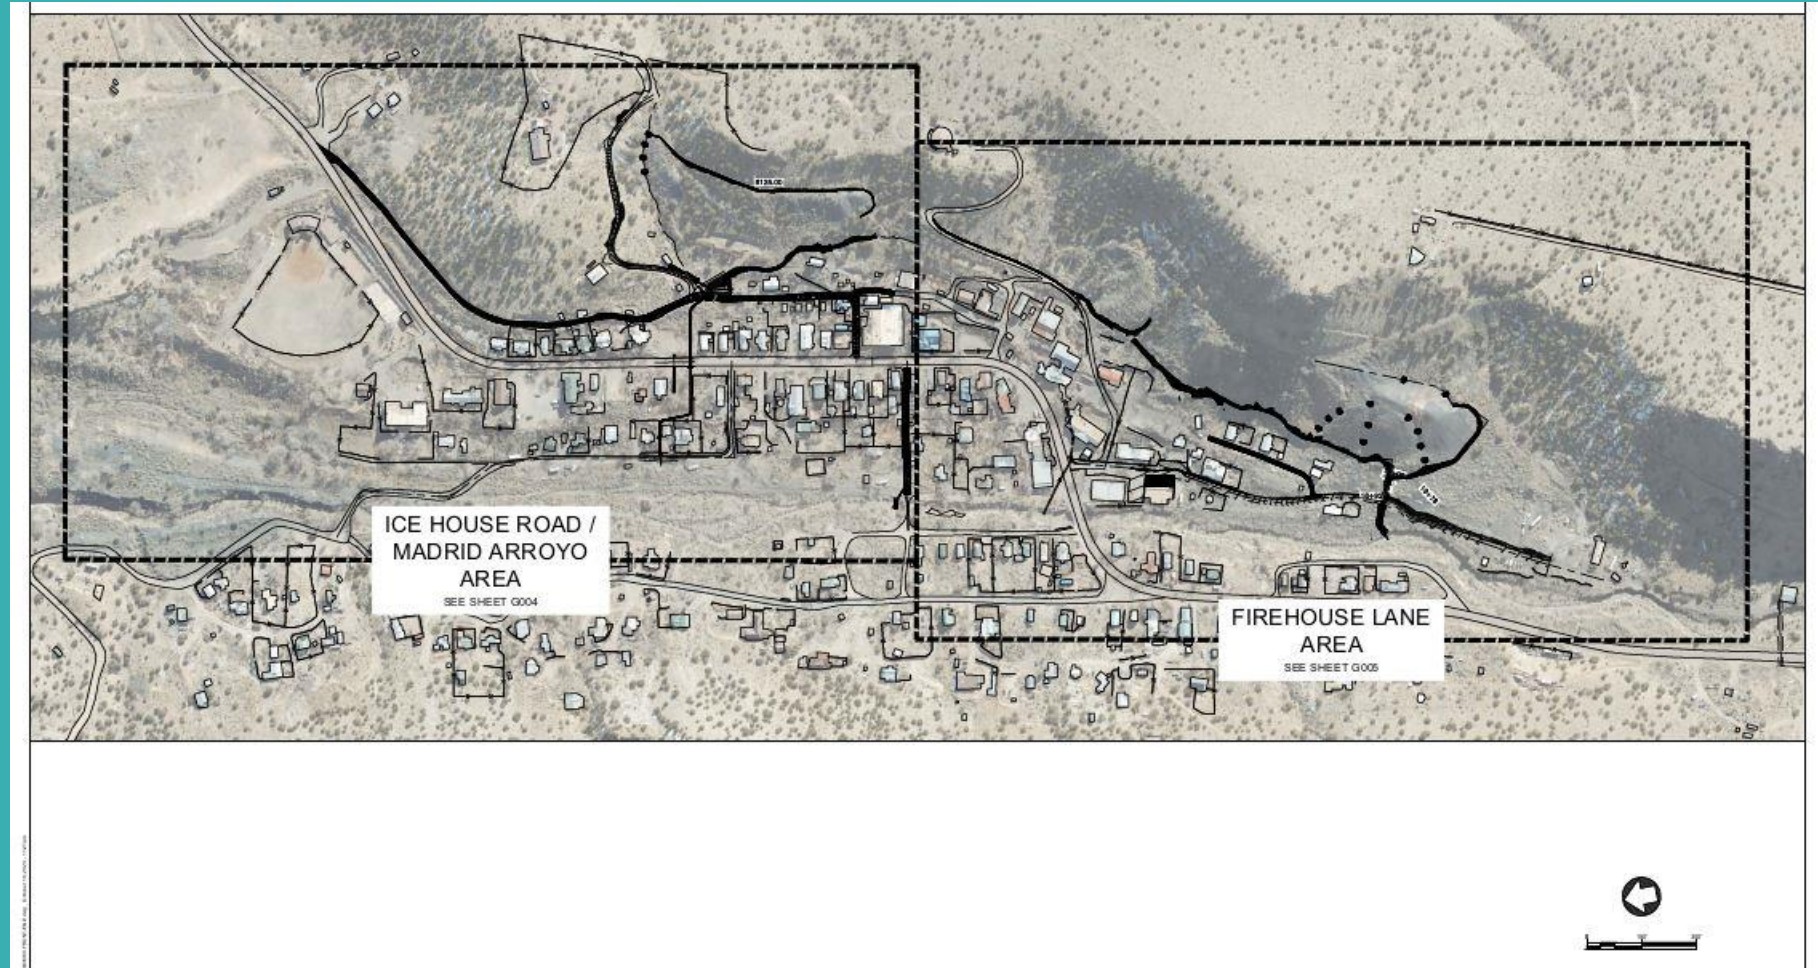 ICE HOUSE ROAD /
MADRID ARROYO
AREA
SEE SHEET G004
FIREHOUSE LANE
AREA
SEE SHEET G005